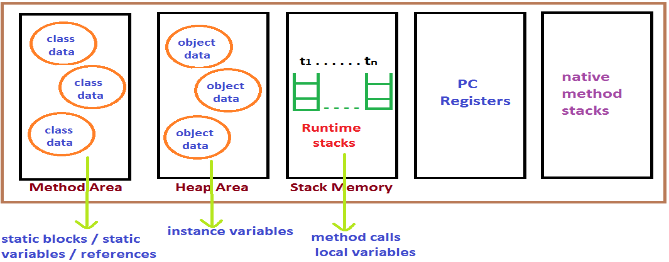 class
data
class
data
class
data
Method Area
object
data
object
data
object
data
Heap Area
t1 . . . . . . tn
Runtime
stacks
Stack Memory
PC
Registers
native
method
stacks
static blocks / static
variables / references
instance variables
method calls
local variables